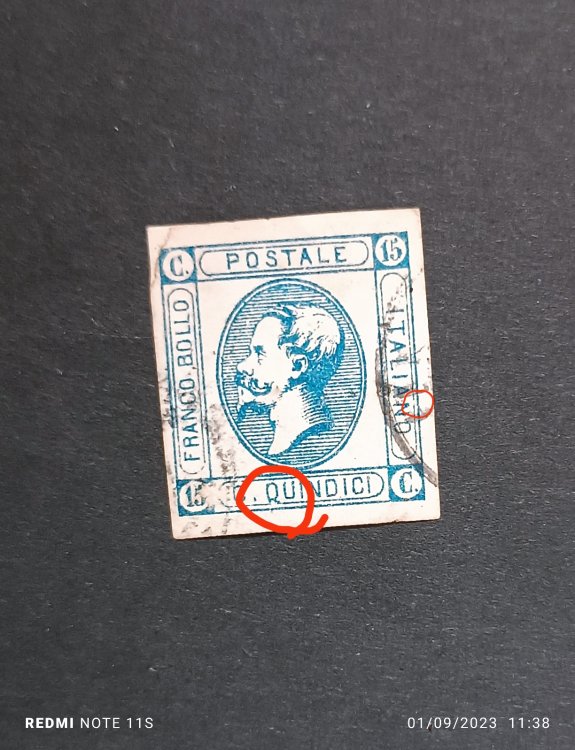 C. POSTALE 15
FRANCO BOLLO
ITALIANO
15 . QUINDICI C.
REDMI NOTE 11S
01/09/2023 11:38